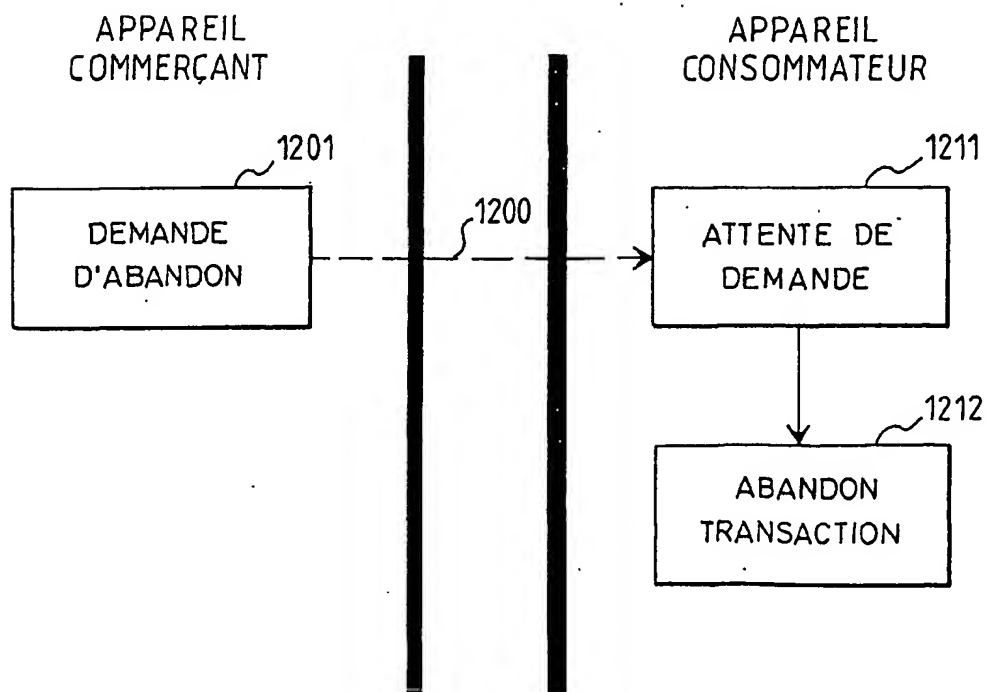 APPAREIL
COMMERÇANT
APPAREIL
CONSOMMATEUR
1201
1211
1200
DEMANDE
D'ABANDON
ATTENTE DE
DEMANDE
1212
ABANDON
TRANSACTION